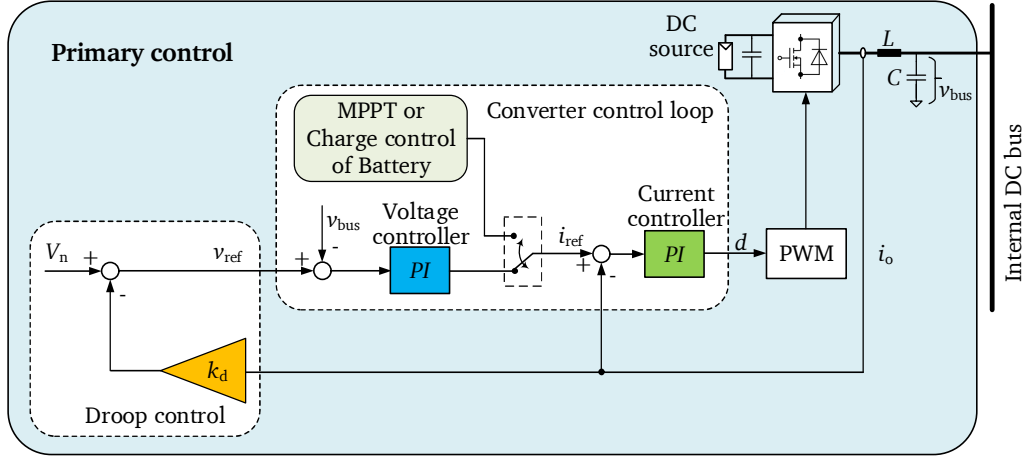 Primary control
DC
source
L
C
v_bus
Internal DC bus
MPPT or
Charge control
of Battery
Converter control loop
v_bus
-
Voltage
controller
PI
i_ref
+
-
Current
controller
PI
d
PWM
i_o
V_n
+
-
v_ref
+
k_d
Droop control